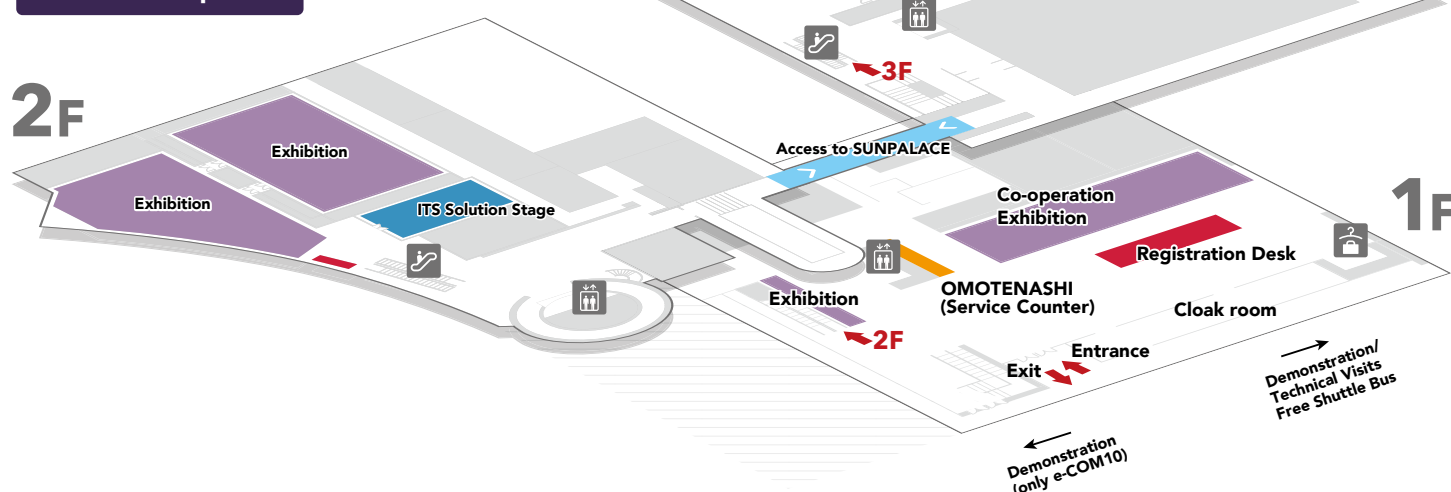 3F
2F
Exhibition
Access to SUNPALACE
Exhibition
ITS Solution Stage
Co-operation
Exhibition
1F
Registration Desk
OMOTENASHI
(Service Counter)
Exhibition
Cloak room
2F
Entrance
Exit
Demonstration/
Technical Visits
Free Shuttle Bus
Demonstration
(only e-COM10)